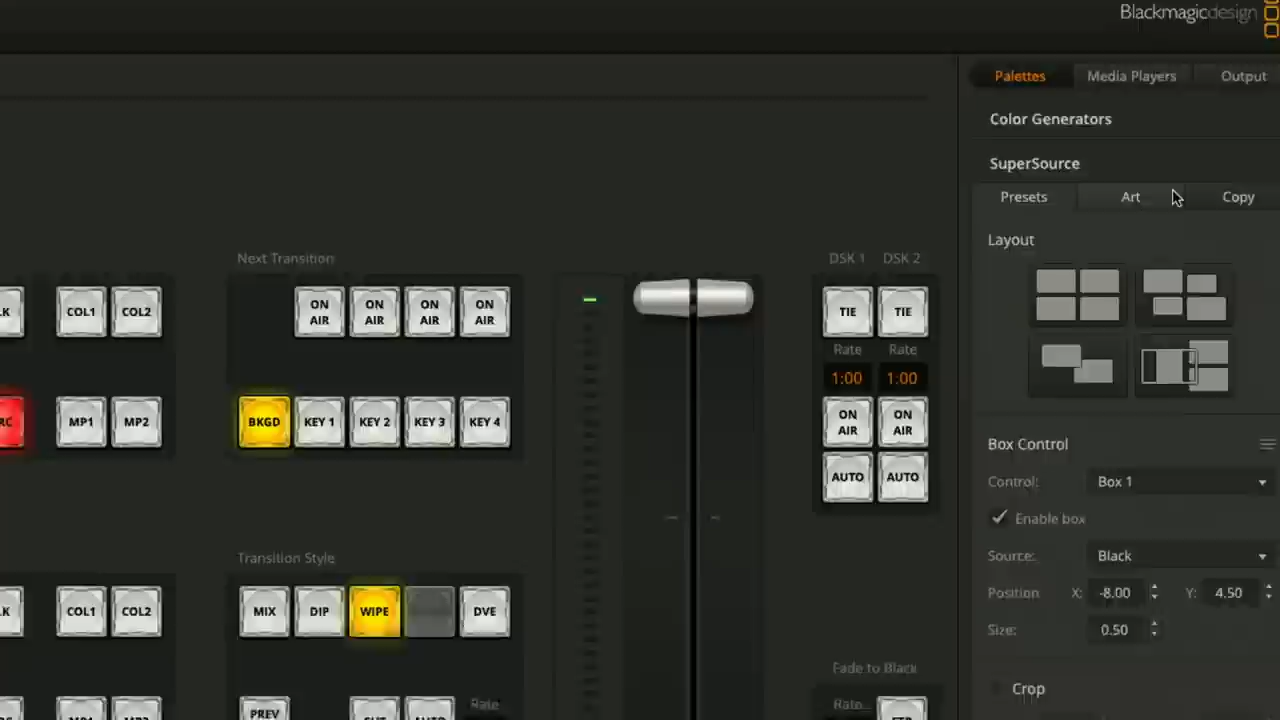 Blackmagicdesign
Palettes
Media Players
Output
Color Generators
SuperSource
Presets
Art
Copy
Layout
Next Transition
DSK 1
DSK 2
COL1
COL2
ON AIR
ON AIR
ON AIR
ON AIR
TIE
TIE
Rate
Rate
1:00
1:00
MP1
MP2
BKGD
KEY 1
KEY 2
KEY 3
KEY 4
ON AIR
ON AIR
AUTO
AUTO
Box Control
Control:
Box 1
Enable box
Source:
Black
Position
X:
-8.00
Y:
4.50
Size:
0.50
Crop
Transition Style
COL1
COL2
MIX
DIP
WIPE
DVE
Fade to Black
Rate
Rate
PREV